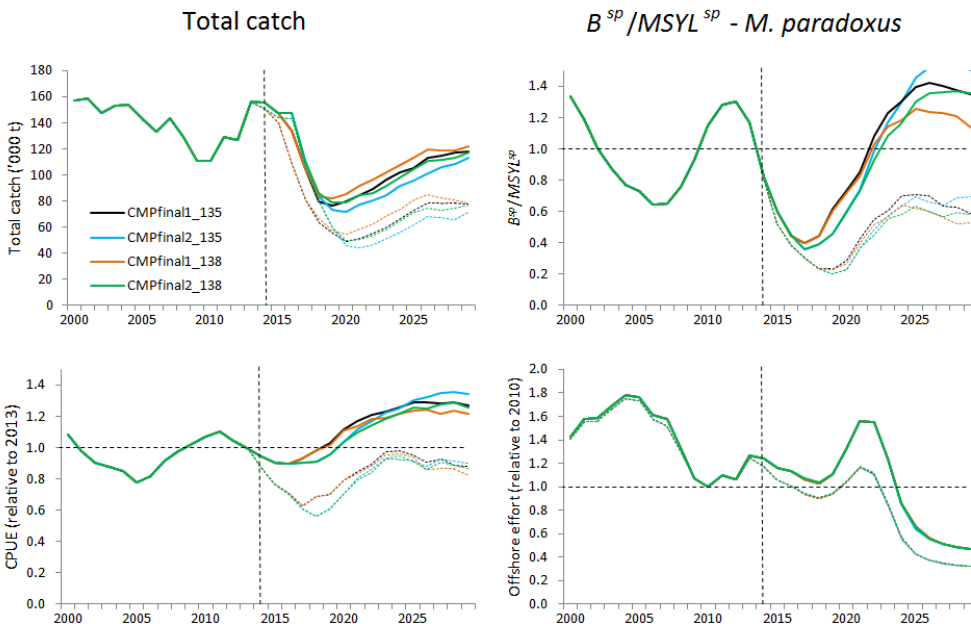 Total catch
B sp/MSYL sp - M. paradoxus
Total catch ('000 t)
180
160
140
120
100
80
60
40
20
0
CMPfinal1_135
CMPfinal2_135
CMPfinal1_138
CMPfinal2_138
2000 2005 2010 2015 2020 2025
Bsp/MSYLsp
1.4
1.2
1.0
0.8
0.6
0.4
0.2
0.0
2000 2005 2010 2015 2020 2025
CPUE (relative to 2013)
1.4
1.2
1.0
0.8
0.6
0.4
0.2
0.0
2000 2005 2010 2015 2020 2025
Offshore effort (relative to 2010)
2.0
1.8
1.6
1.4
1.2
1.0
0.8
0.6
0.4
0.2
0.0
2000 2005 2010 2015 2020 2025